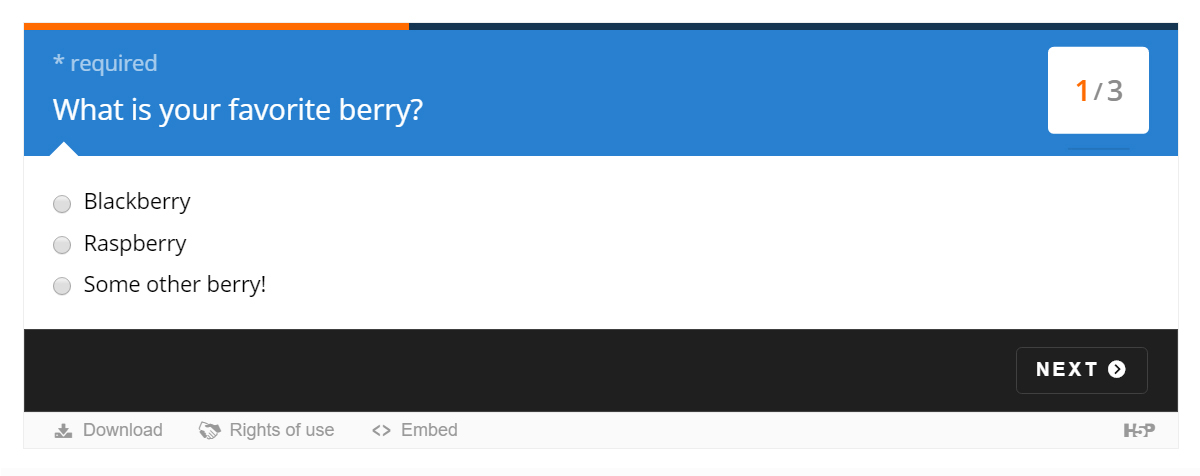 * required
What is your favorite berry?
1/3
Blackberry
Raspberry
Some other berry!
NEXT
Download Rights of use <> Embed H5P